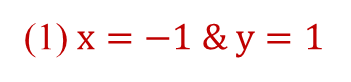 (1) x = −1 & y = 1